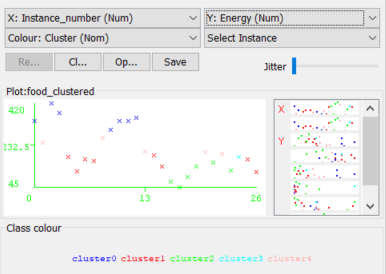 X: Instance_number (Num) Y: Energy (Num)
Colour: Cluster (Nom) Select Instance
Re... Cl... Op... Save Jitter
Plot:food_clustered
420
232.5
45
0 13 26
X
Y
Class colour
cluster0 cluster1 cluster2 cluster3 cluster4